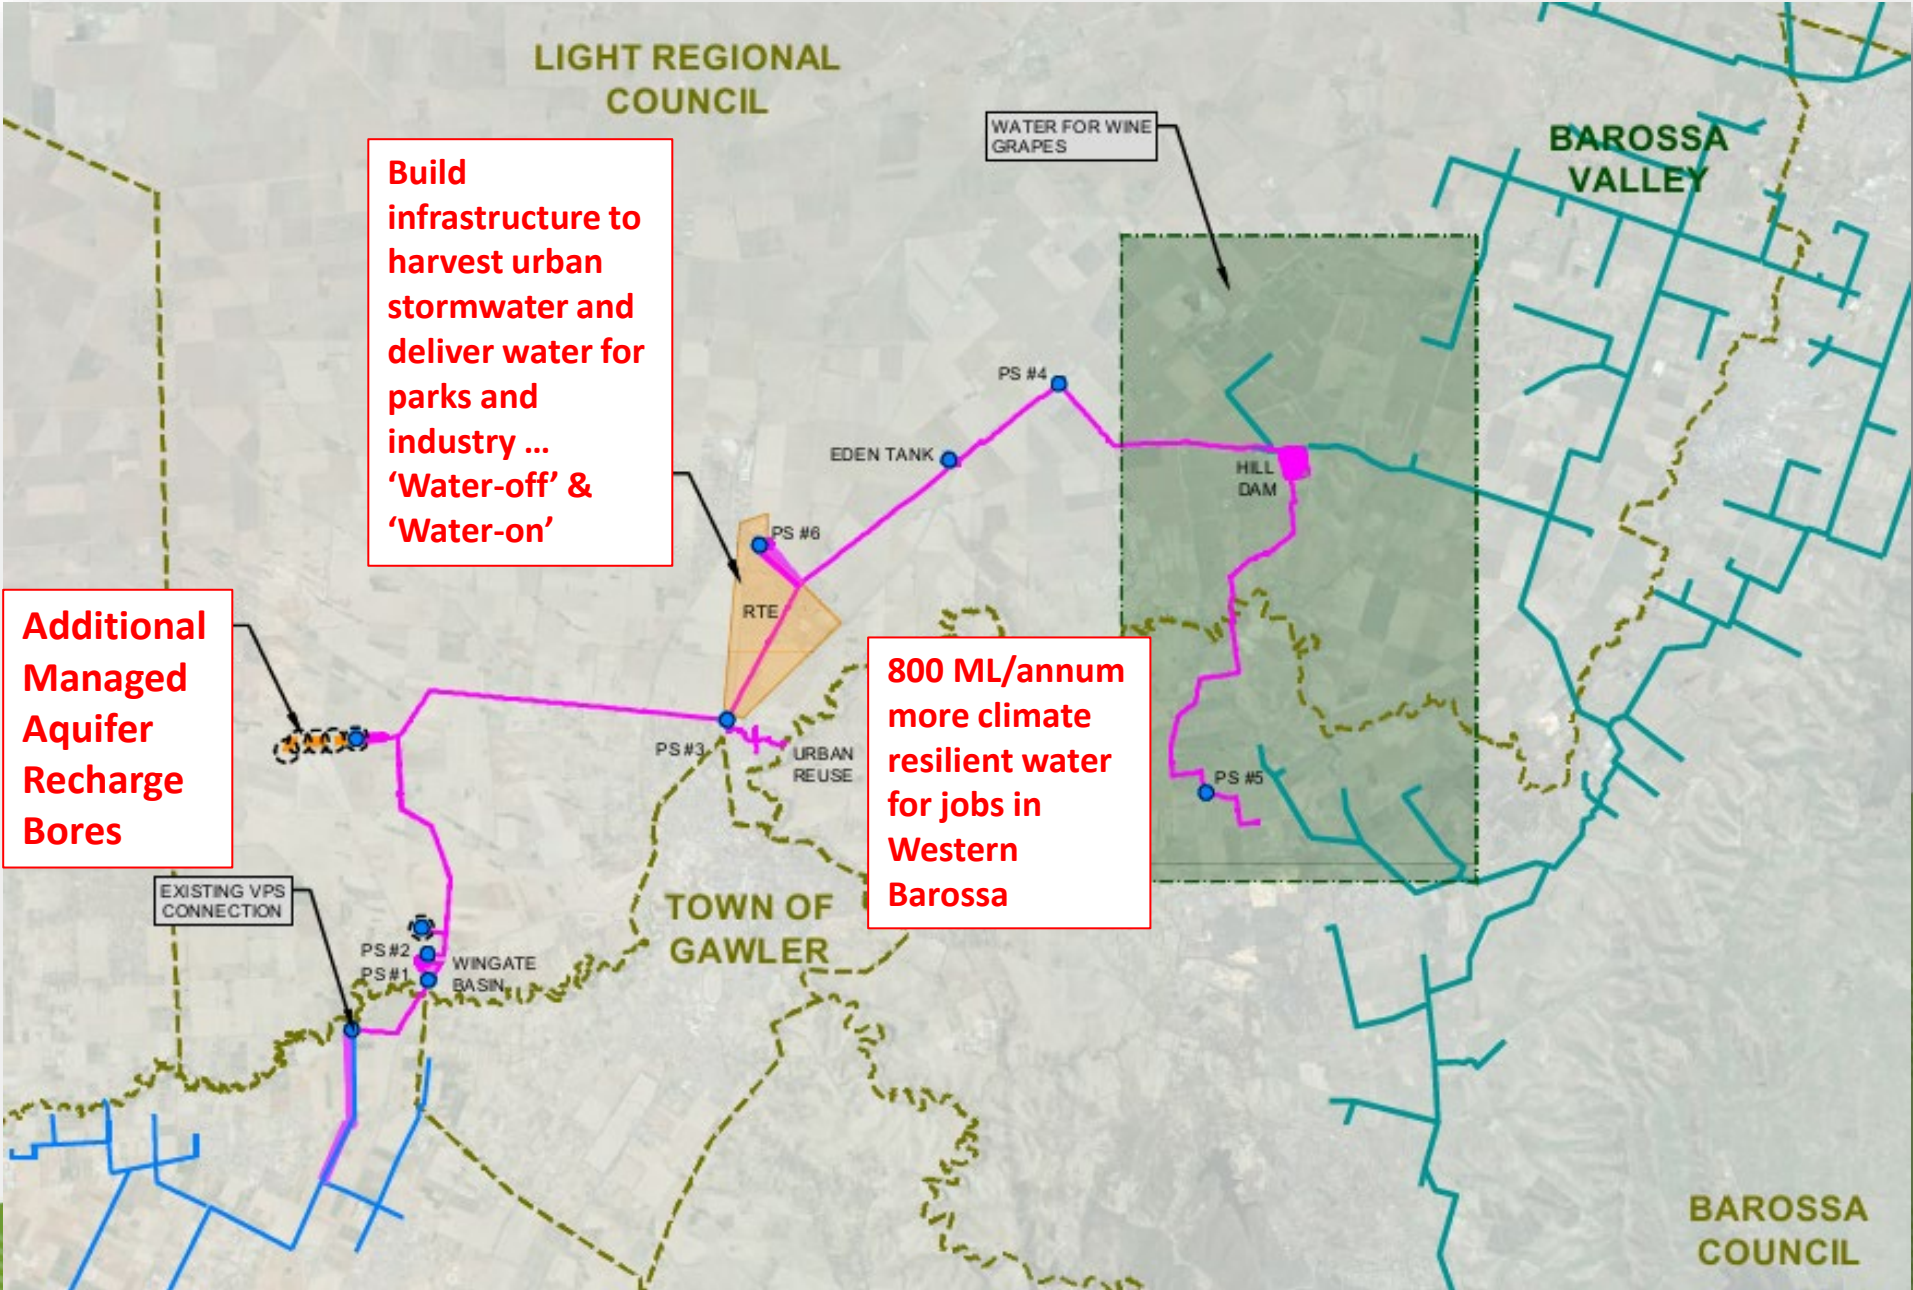 LIGHT REGIONAL
COUNCIL
WATER FOR WINE
GRAPES
BAROSSA
VALLEY
Build
infrastructure to
harvest urban
stormwater and
deliver water for
parks and
industry ...
‘Water-off’ &
‘Water-on’
PS #4
EDEN TANK
HILL
DAM
PS #6
RTE
Additional
Managed
Aquifer
Recharge
Bores
800 ML/annum
more climate
resilient water
for jobs in
Western
Barossa
PS#3
URBAN
REUSE
PS #5
EXISTING VPS
CONNECTION
TOWN OF
GAWLER
PS#2
PS#1
WINGATE
BASIN
BAROSSA
COUNCIL